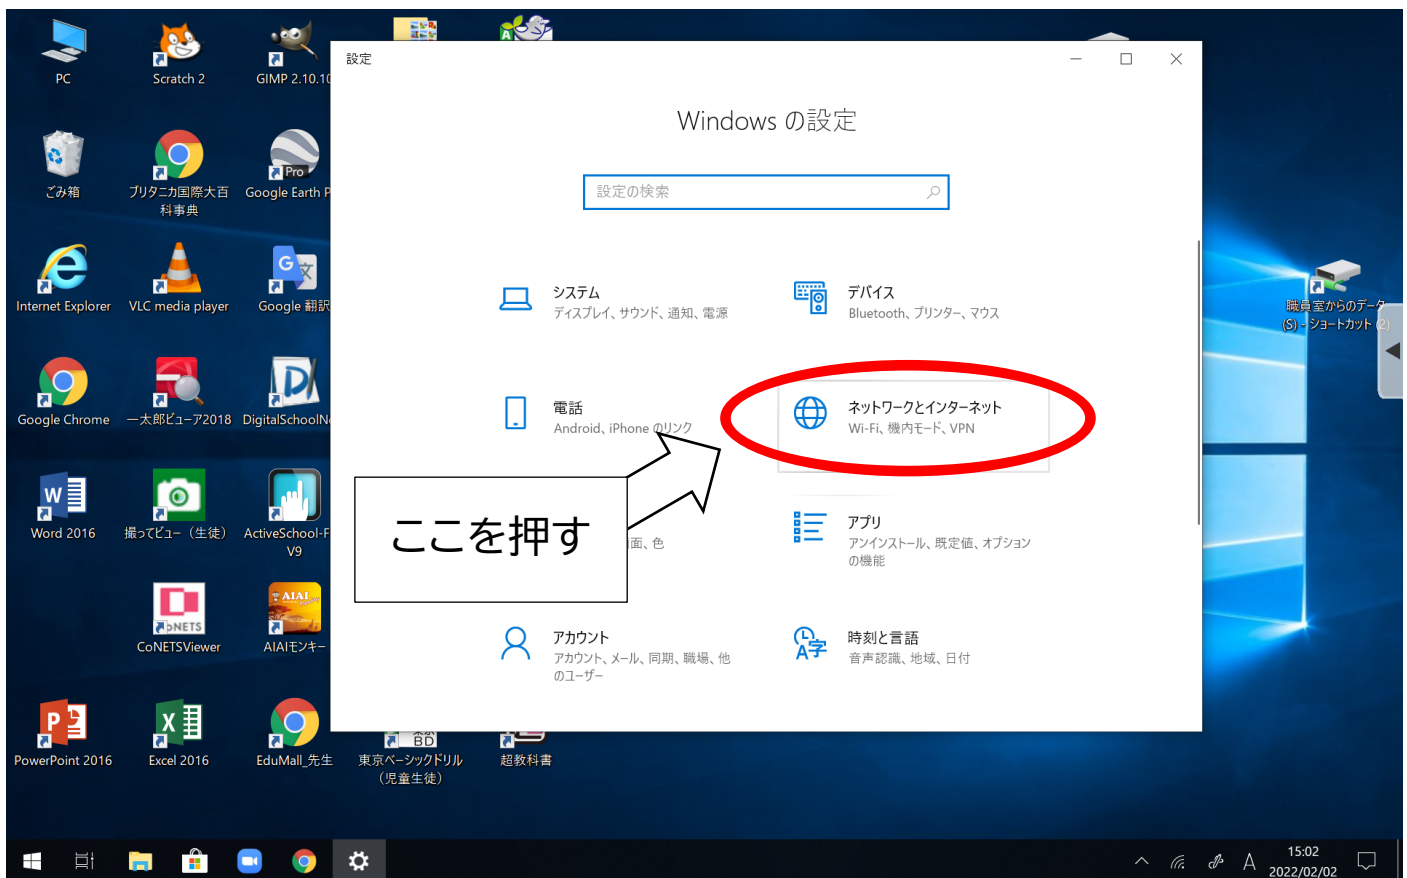 PC
Scratch 2
GIMP 2.10.10
設定
Windows の設定
設定の検索
ごみ箱
ブリタニカ国際大百
科事典
Pro
Google Earth P
Internet Explorer
VLC media player
G 文
Google 翻訳
システム
ディスプレイ、サウンド、通知、電源
デバイス
Bluetooth、プリンター、マウス
職員室からのデータ
(S) - ショートカット (2)
Google Chrome
一太郎ビューア2018
D
DigitalSchoolN
電話
Android、iPhone のリンク
ネットワークとインターネット
Wi-Fi、機内モード、VPN
W
Word 2016
撮ってビュー(生徒)
ActiveSchool-F
V9
ここを押す
面、色
アプリ
アンインストール、既定値、オプション
の機能
CoNETS
CoNETSViewer
AIAI
AIAIモンキー
アカウント
アカウント、メール、同期、職場、他
のユーザー
A字
時刻と言語
音声認識、地域、日付
P
PowerPoint 2016
X
Excel 2016
EduMall_先生
BD
東京ベーシックドリル
(児童生徒)
超教科書
A
15:02
2022/02/02